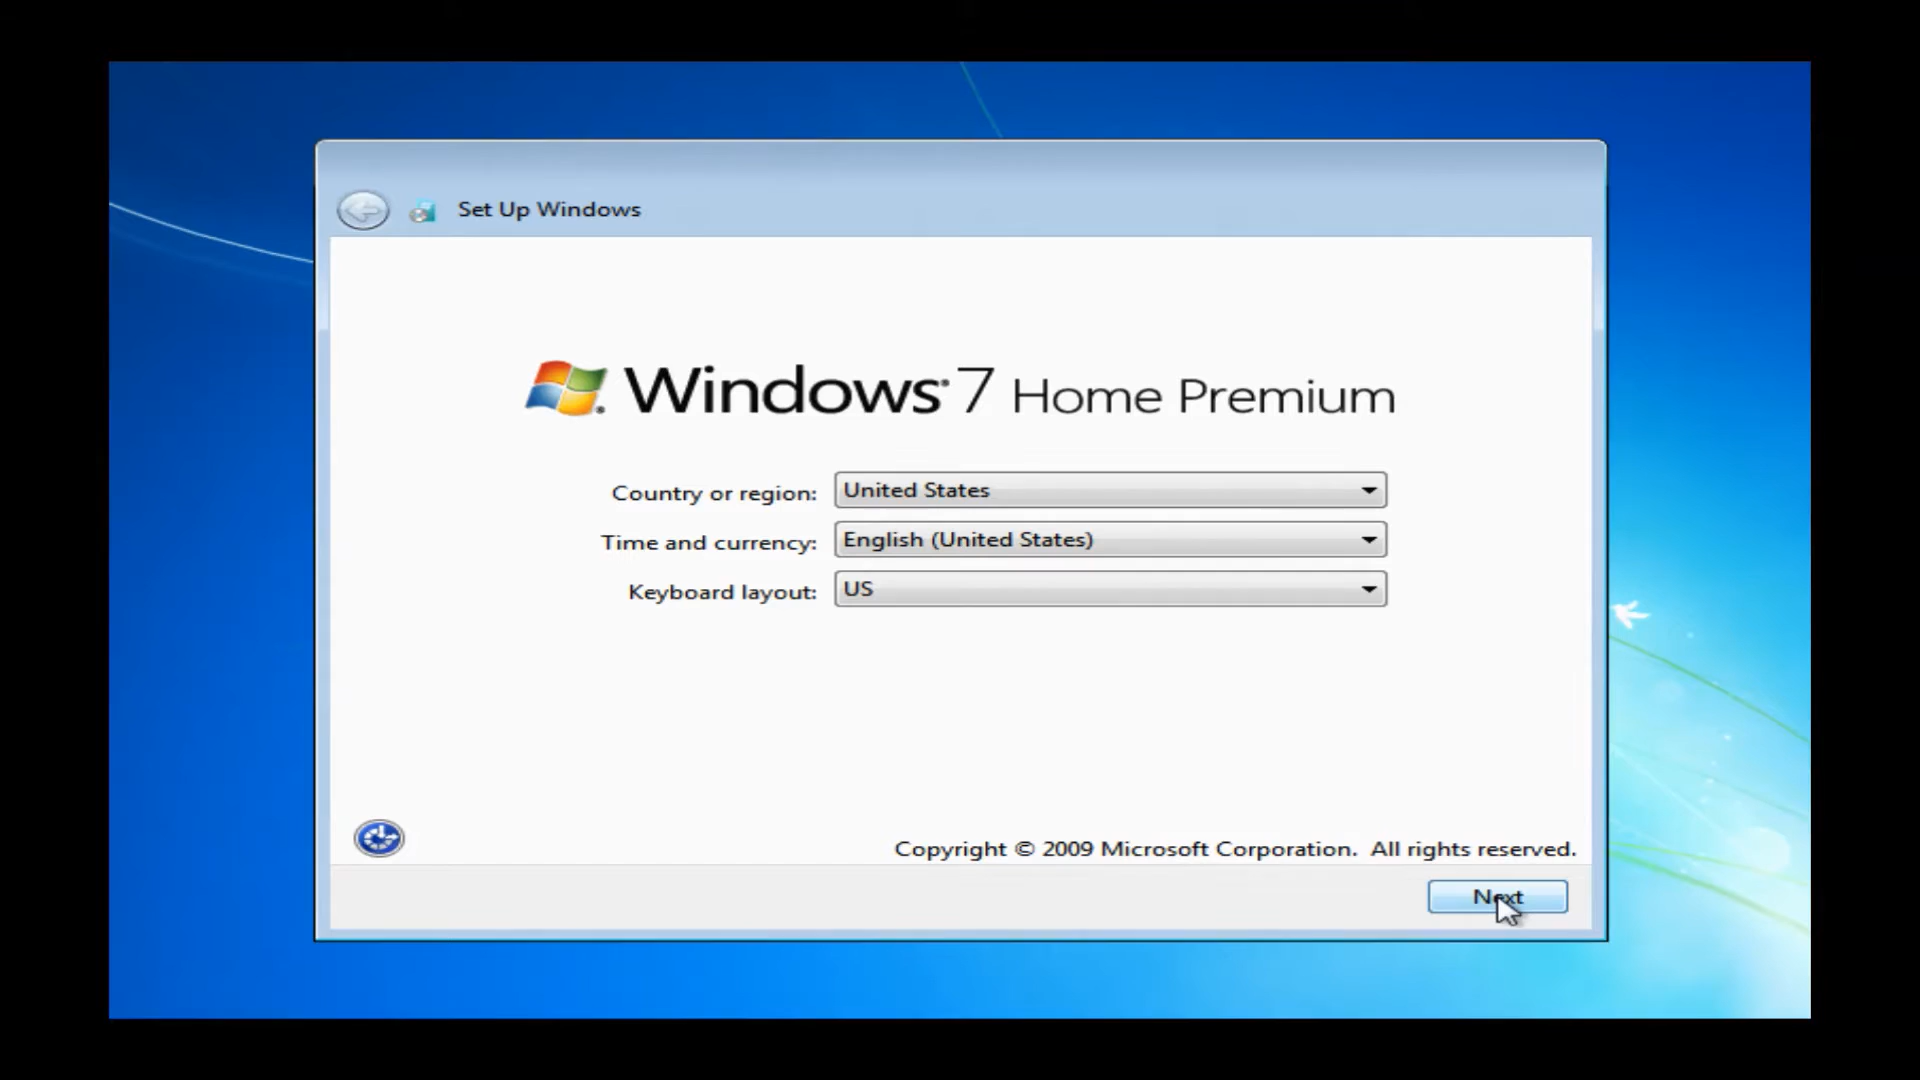 Set Up Windows
Windows® 7 Home Premium
Country or region: United States
Time and currency: English (United States)
Keyboard layout: US
Copyright © 2009 Microsoft Corporation. All rights reserved.
Next